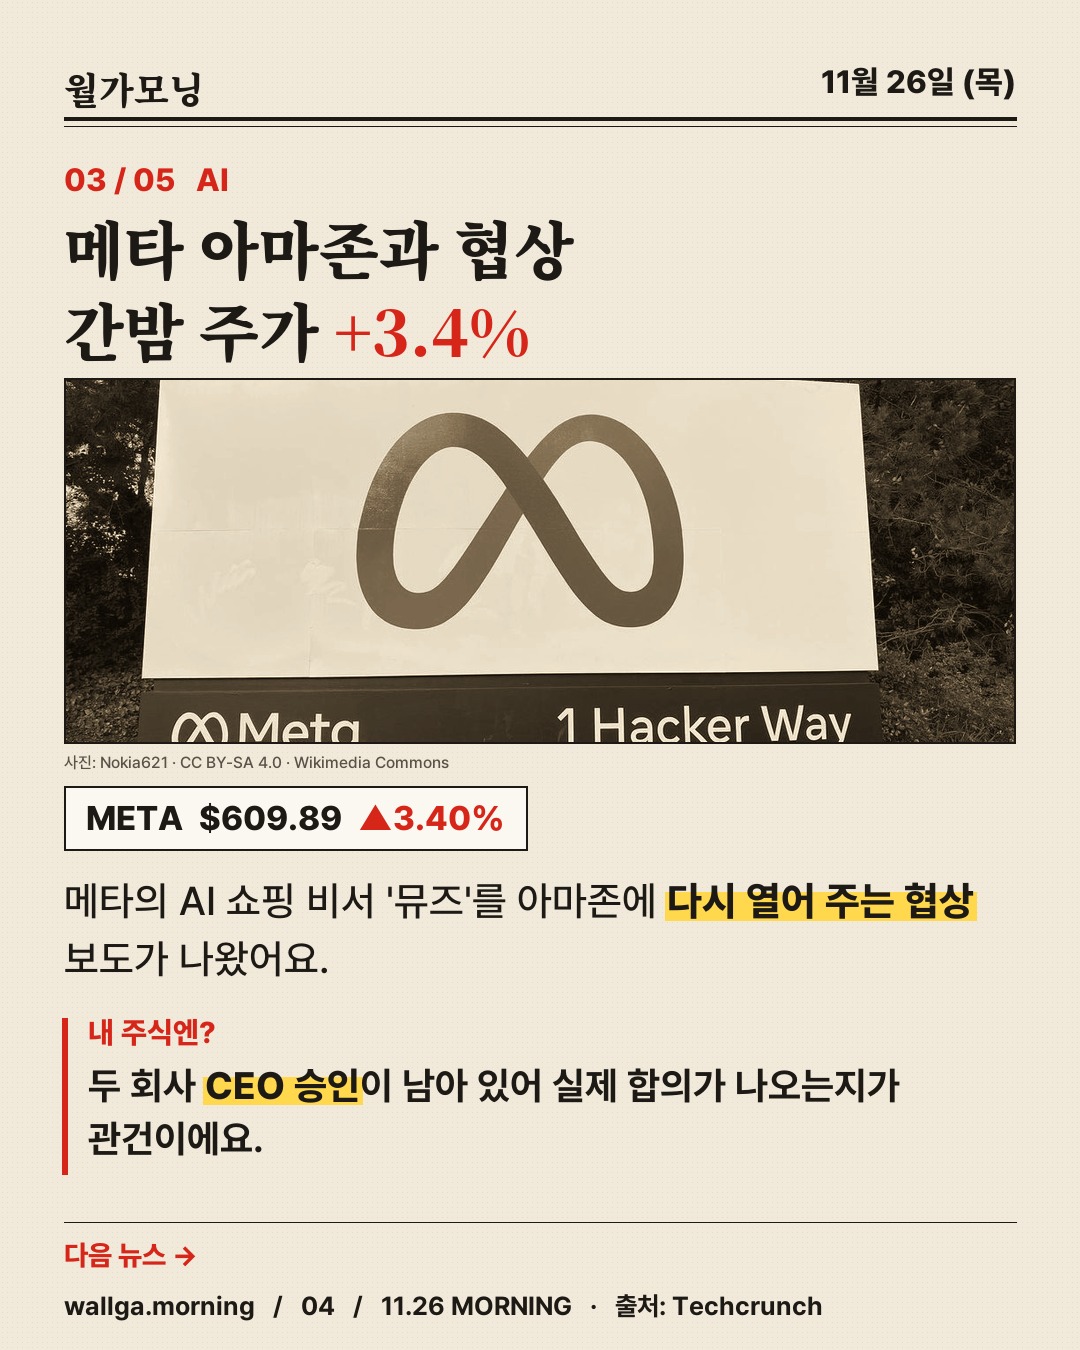 월가모닝
11월 26일 (목)
03 / 05 AI
메타 아마존과 협상
간밤 주가 +3.4%
Meta
1 Hacker Way
사진: Nokia621 · CC BY-SA 4.0 · Wikimedia Commons
META $609.89 ▲3.40%
메타의 AI 쇼핑 비서 '뮤즈'를 아마존에 다시 열어 주는 협상
보도가 나왔어요.
내 주식엔?
두 회사 CEO 승인이 남아 있어 실제 합의가 나오는지가
관건이에요.
다음 뉴스 →
wallga.morning / 04 / 11.26 MORNING · 출처: Techcrunch